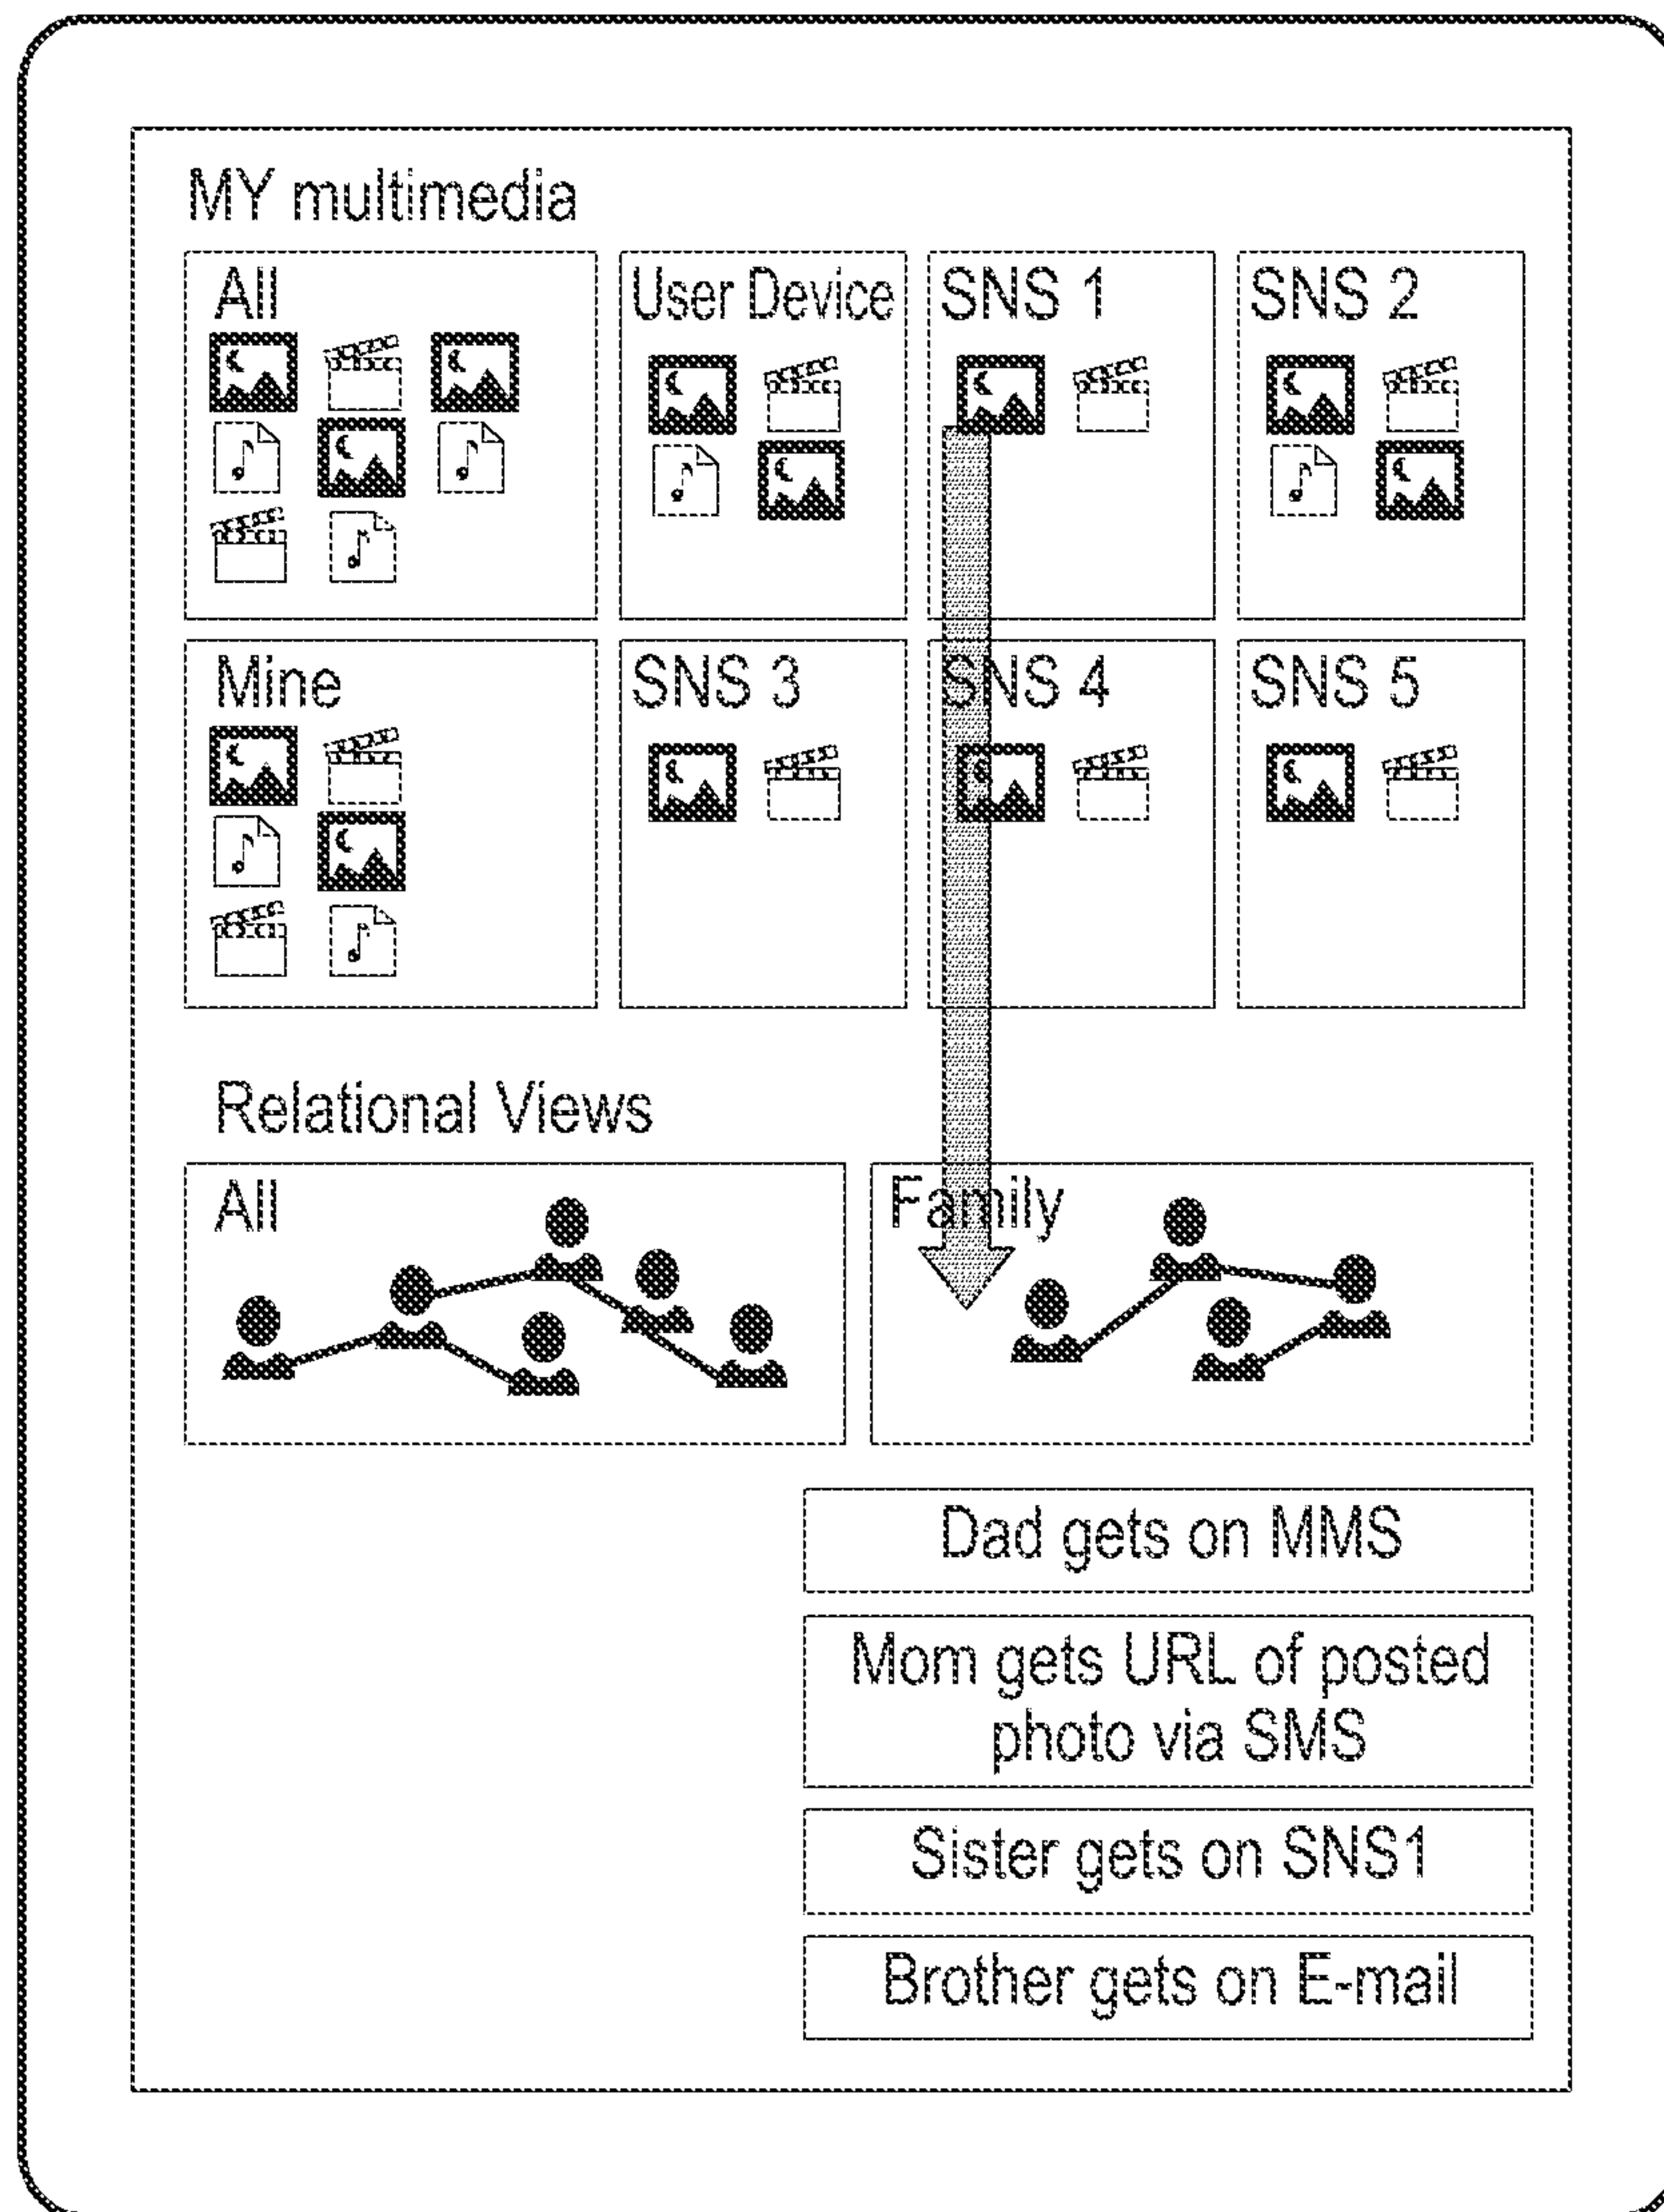 MY multimedia
All
User Device
SNS 1
SNS 2
Mine
SNS 3
SNS 4
SNS 5
Relational Views
All
Family
Dad gets on MMS
Mom gets URL of posted
photo via SMS
Sister gets on SNS1
Brother gets on E-mail